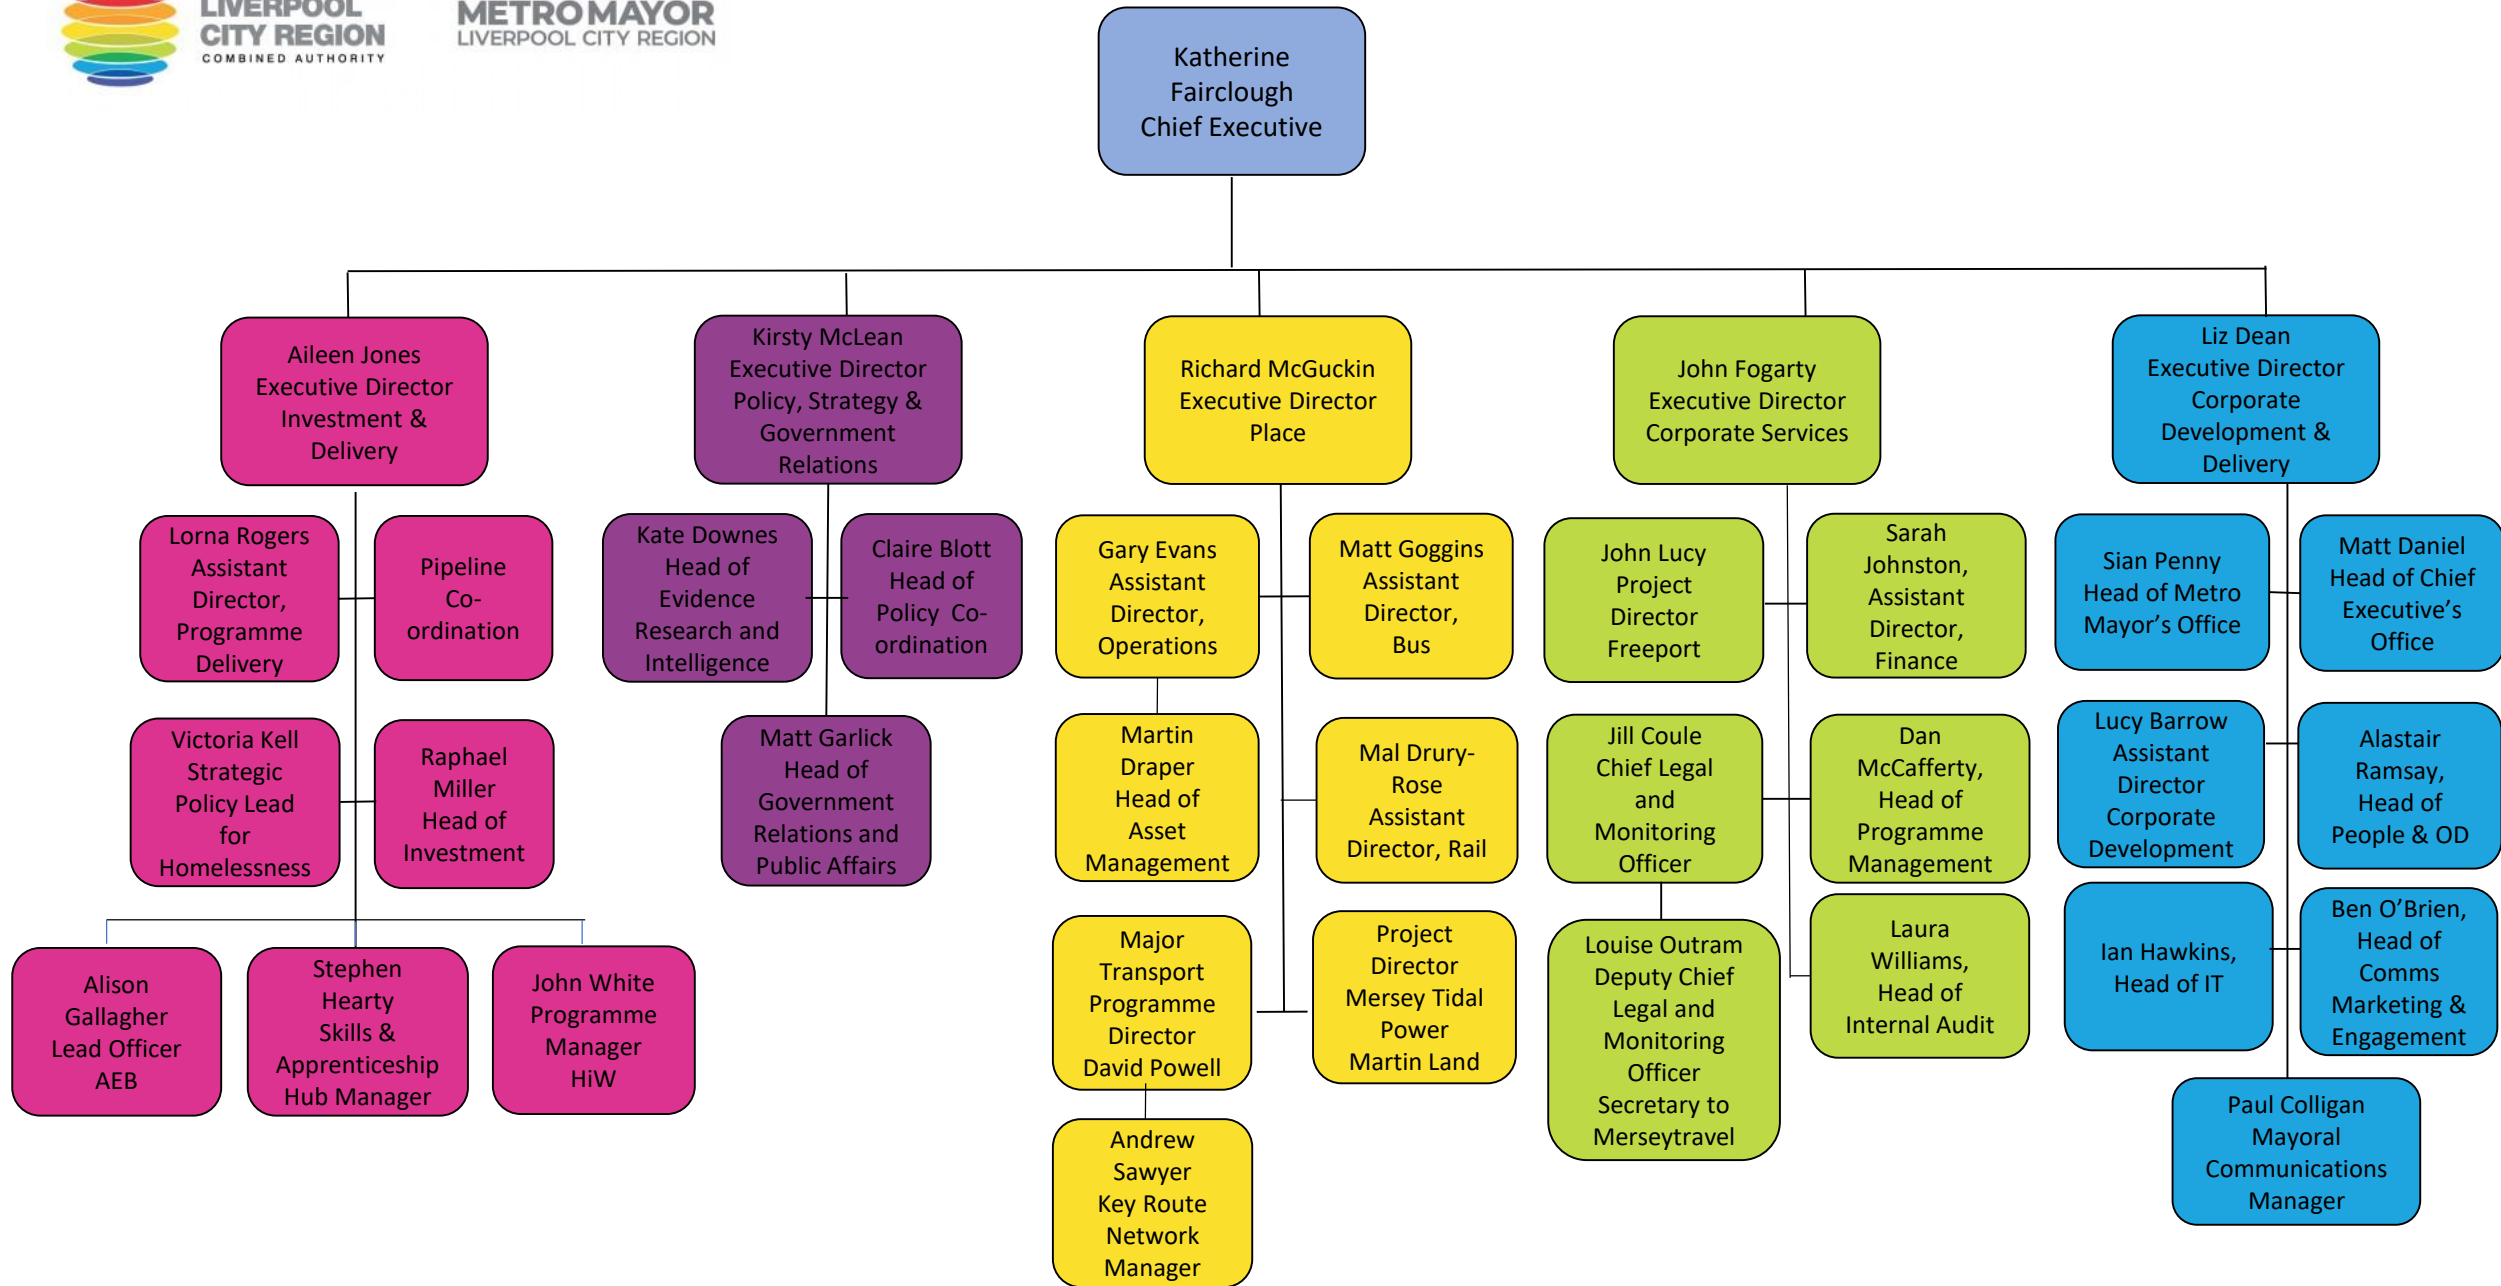 LIVERPOOL
CITY REGION
COMBINED AUTHORITY
METRO MAYOR
LIVERPOOL CITY REGION
Katherine
Fairclough
Chief Executive
Aileen Jones
Executive Director
Investment &
Delivery
Kirsty McLean
Executive Director
Policy, Strategy &
Government
Relations
Richard McGuckin
Executive Director
Place
John Fogarty
Executive Director
Corporate Services
Liz Dean
Executive Director
Corporate
Development &
Delivery
Lorna Rogers
Assistant
Director,
Programme
Delivery
Pipeline
Co-
ordination
Kate Downes
Head of
Evidence
Research and
Intelligence
Claire Blott
Head of
Policy Co-
ordination
Gary Evans
Assistant
Director,
Operations
Matt Goggins
Assistant
Director,
Bus
John Lucy
Project
Director
Freeport
Sarah
Johnston,
Assistant
Director,
Finance
Sian Penny
Head of Metro
Mayor’s Office
Matt Daniel
Head of Chief
Executive’s
Office
Victoria Kell
Strategic
Policy Lead
for
Homelessness
Raphael
Miller
Head of
Investment
Matt Garlick
Head of
Government
Relations and
Public Affairs
Martin
Draper
Head of
Asset
Management
Mal Drury-
Rose
Assistant
Director, Rail
Jill Coule
Chief Legal
and
Monitoring
Officer
Dan
McCafferty,
Head of
Programme
Management
Lucy Barrow
Assistant
Director
Corporate
Development
Alastair
Ramsay,
Head of
People & OD
Alison
Gallagher
Lead Officer
AEB
Stephen
Hearty
Skills &
Apprenticeship
Hub Manager
John White
Programme
Manager
HiW
Major
Transport
Programme
Director
David Powell
Project
Director
Mersey Tidal
Power
Martin Land
Louise Outram
Deputy Chief
Legal and
Monitoring
Officer
Secretary to
Merseytravel
Laura
Williams,
Head of
Internal Audit
Ian Hawkins,
Head of IT
Ben O’Brien,
Head of
Comms
Marketing &
Engagement
Andrew
Sawyer
Key Route
Network
Manager
Paul Colligan
Mayoral
Communications
Manager